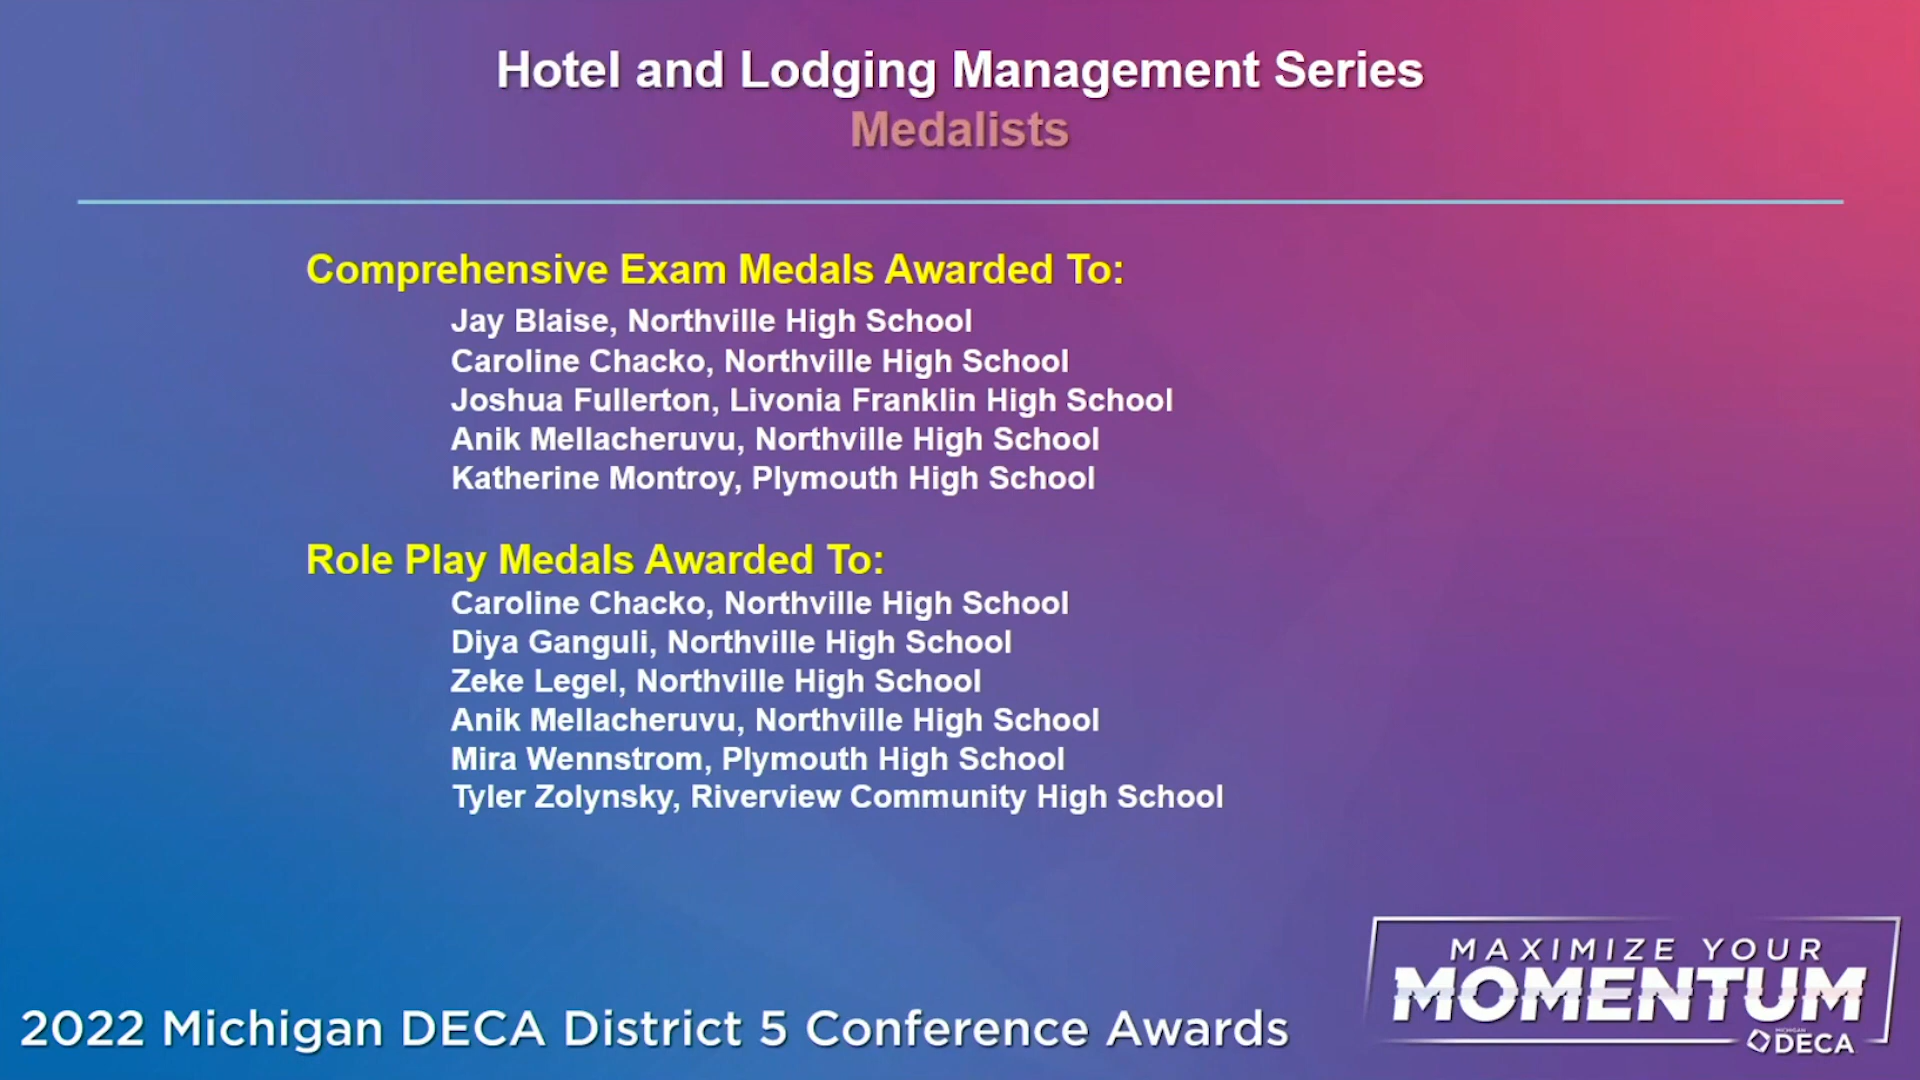 Hotel and Lodging Management Series
Medalists
Comprehensive Exam Medals Awarded To:
Jay Blaise, Northville High School
Caroline Chacko, Northville High School
Joshua Fullerton, Livonia Franklin High School
Anik Mellacheruvu, Northville High School
Katherine Montroy, Plymouth High School
Role Play Medals Awarded To:
Caroline Chacko, Northville High School
Diya Ganguli, Northville High School
Zeke Legel, Northville High School
Anik Mellacheruvu, Northville High School
Mira Wennstrom, Plymouth High School
Tyler Zolynsky, Riverview Community High School
2022 Michigan DECA District 5 Conference Awards
MAXIMIZE YOUR
MOMENTUM
MICHIGAN
DECA